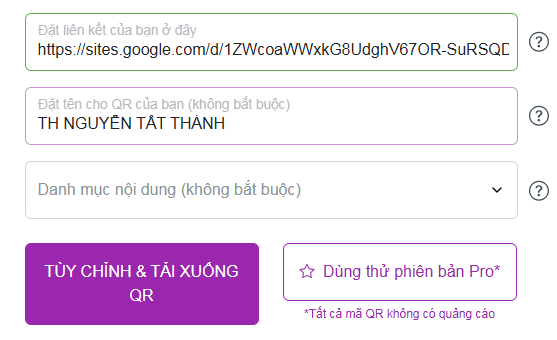 Đặt liên kết của bạn ở đây
https://sites.google.com/d/1ZWcoaWWxkG8UdghV67OR-SuRSQD
Đặt tên cho QR của bạn (không bắt buộc)
TH NGUYỄN TẤT THÀNH
Danh mục nội dung (không bắt buộc)
TÙY CHỈNH & TẢI XUỐNG
QR
Dùng thử phiên bản Pro*
*Tất cả mã QR không có quảng cáo